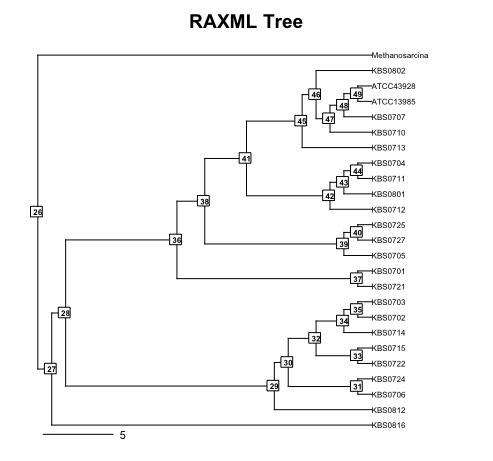 RAXML Tree
Methanosarcina
KBS0802
46
ATCC43928
49
ATCC13985
48
KBS0707
47
45
KBS0710
KBS0713
41
KBS0704
44
KBS0711
43
KBS0801
42
38
KBS0712
26
KBS0725
40
36
KBS0727
39
KBS0705
KBS0701
37
KBS0721
KBS0703
35
28
KBS0702
34
KBS0714
32
KBS0715
33
30
KBS0722
27
KBS0724
29
31
KBS0706
KBS0812
KBS0816
5